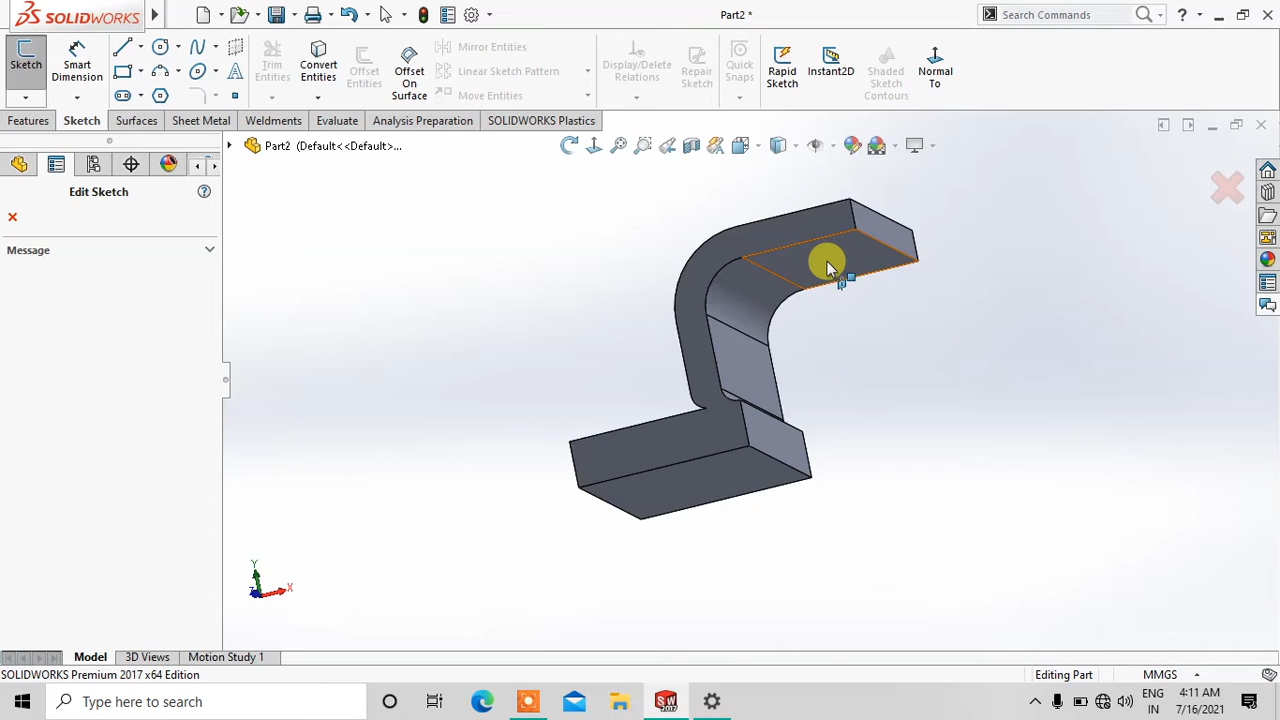 SOLIDWORKS
Part2 *
Search Commands
Sketch
Smart Dimension
Trim Entities
Convert Entities
Offset Entities
Offset On Surface
Mirror Entities
Linear Sketch Pattern
Move Entities
Display/Delete Relations
Repair Sketch
Quick Snaps
Rapid Sketch
Instant2D
Shaded Sketch Contours
Normal To
Features
Sketch
Surfaces
Sheet Metal
Weldments
Evaluate
Analysis Preparation
SOLIDWORKS Plastics
Part2 (Default<<Default>...
Edit Sketch
Message
Y
X
Z
Model
3D Views
Motion Study 1
SOLIDWORKS Premium 2017 x64 Edition
Editing Part
MMGS
Type here to search
SW
2017
ENG
IN
4:11 AM
7/16/2021